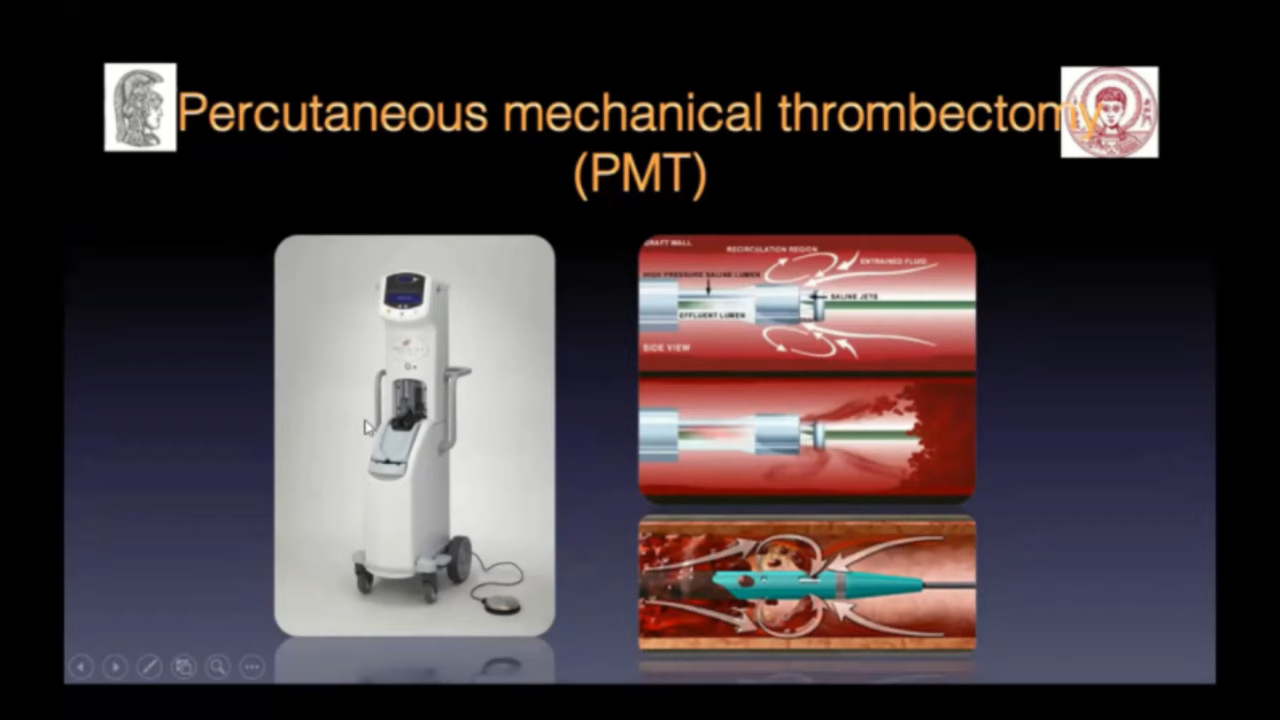 Percutaneous mechanical thrombectomy
(PMT)
GRAFT WALL
RECIRCULATION REGION
ENTRAINED FLUID
HIGH PRESSURE SALINE LUMEN
SALINE JETS
EFFLUENT LUMEN
SIDE VIEW